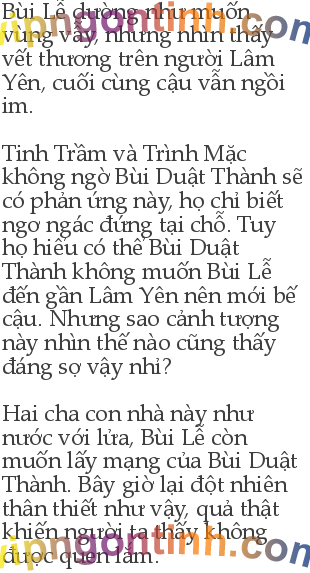 Bùi Lễ dường như muốn
vùng vẫy, nhưng nhìn thấy
vết thương trên người Lâm
Yên, cuối cùng cậu vẫn ngồi
im.
Tinh Trầm và Trình Mặc
không ngờ Bùi Duật Thành sẽ
có phản ứng này, họ chỉ biết
ngơ ngác đứng tại chỗ. Tuy
họ hiểu có thể Bùi Duật
Thành không muốn Bùi Lễ
đến gần Lâm Yên nên mới bế
cậu. Nhưng sao cảnh tượng
này nhìn thế nào cũng thấy
đáng sợ vậy nhỉ?
Hai cha con nhà này như
nước với lửa, Bùi Lễ còn
muốn lấy mạng của Bùi Duật
Thành. Bây giờ lại đột nhiên
thân thiết như vậy, quả thật
khiến người ta thấy không
được quen lắm.
vipngontinh.com
vipngontinh.com